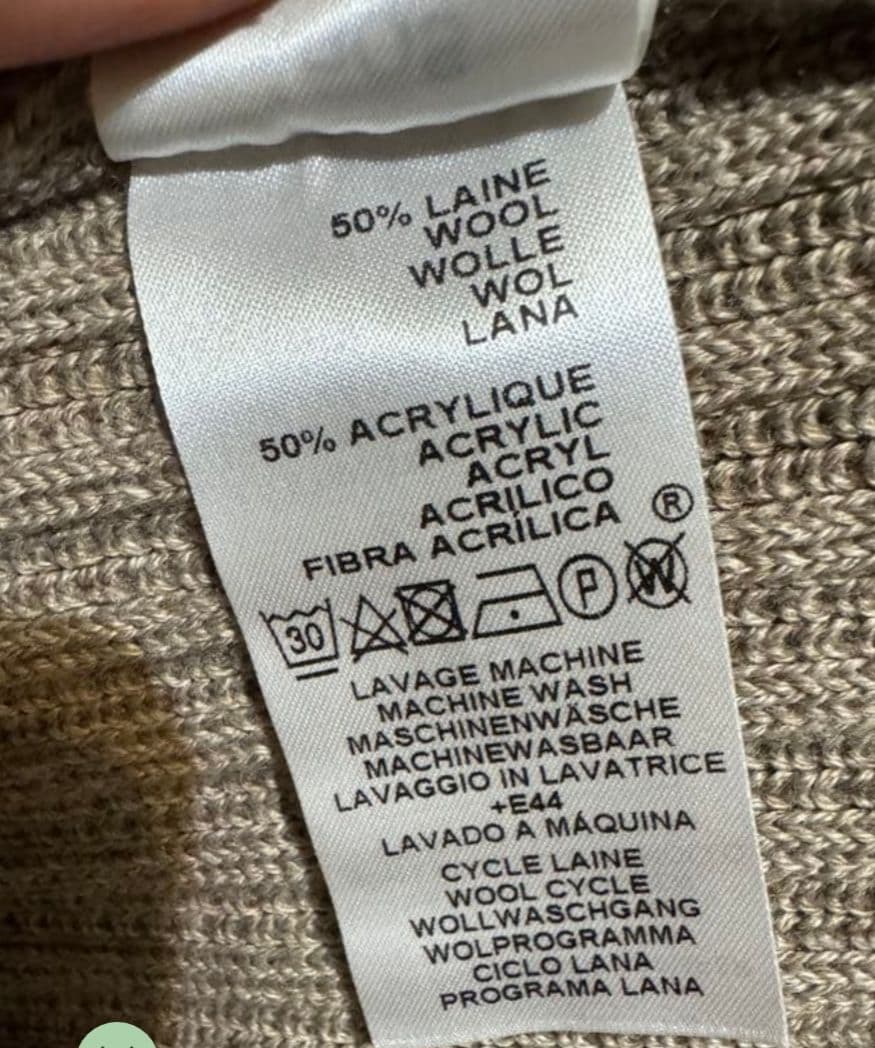 50% LAINE
WOOL
WOLLE
WOL
LANA
50% ACRYLIQUE
ACRYLIC
ACRYL
ACRILICO
FIBRA ACRÍLICA ®
30 P W
LAVAGE MACHINE
MACHINE WASH
MASCHINENWÄSCHE
MACHINEWASBAAR
LAVAGGIO IN LAVATRICE
+E44
LAVADO A MÁQUINA
CYCLE LAINE
WOOL CYCLE
WOLLWASCHGANG
WOLPROGRAMMA
CICLO LANA
PROGRAMA LANA